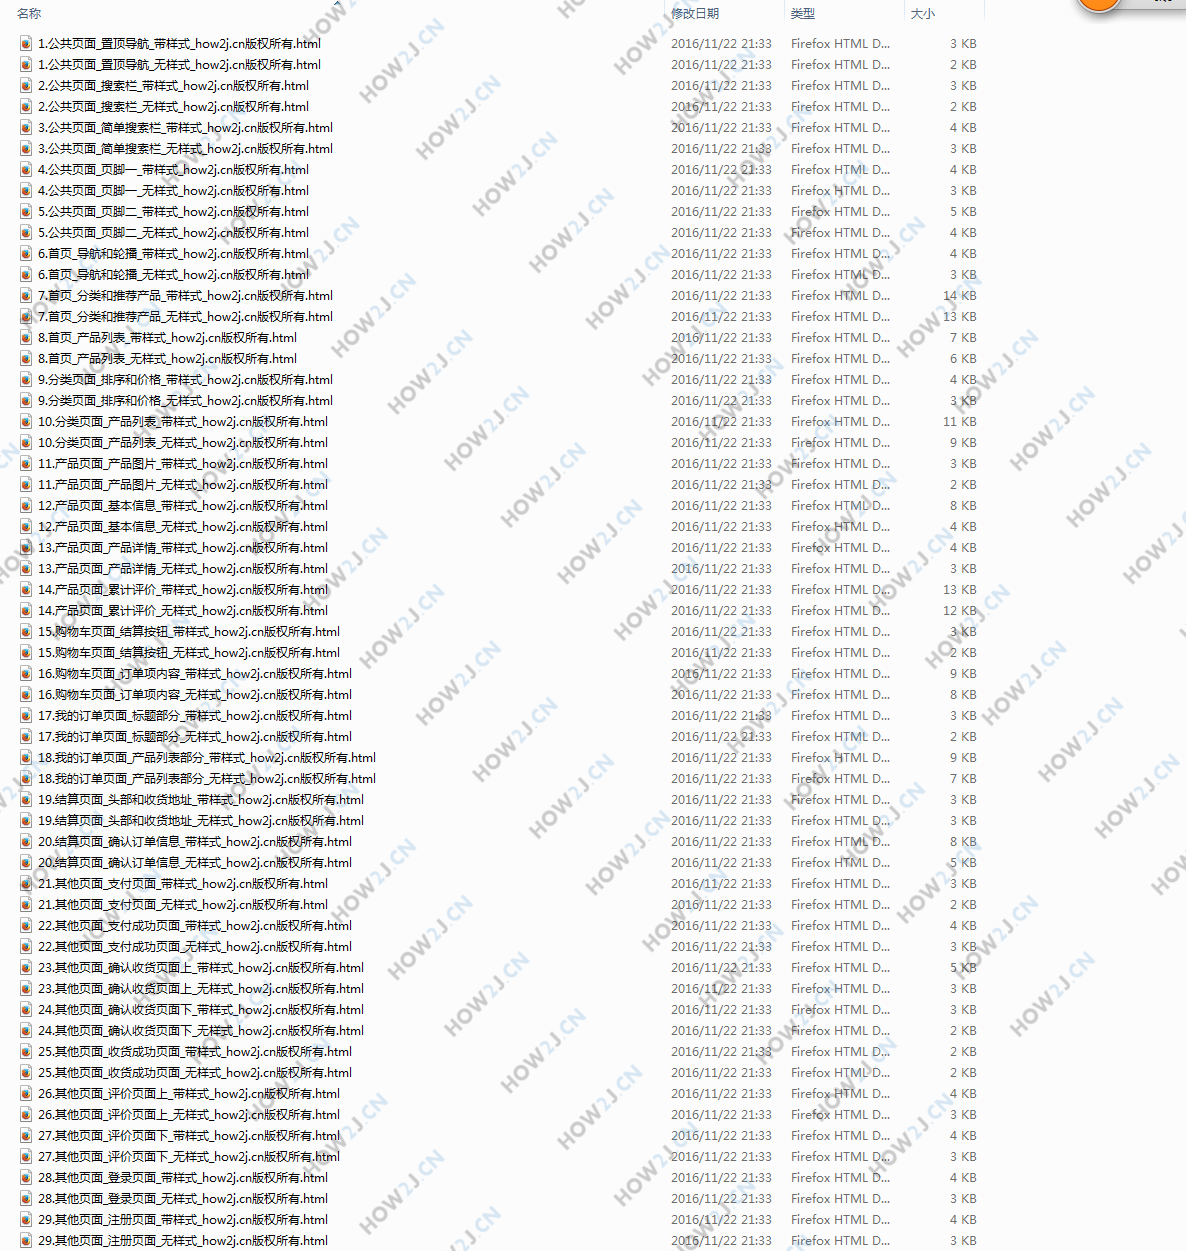 名称 修改日期 类型 大小
1.公共页面_置顶导航_带样式_how2j.cn版权所有.html 2016/11/22 21:33 Firefox HTML D... 3 KB
1.公共页面_置顶导航_无样式_how2j.cn版权所有.html 2016/11/22 21:33 Firefox HTML D... 2 KB
2.公共页面_搜素栏_带样式_how2j.cn版权所有.html 2016/11/22 21:33 Firefox HTML D... 3 KB
2.公共页面_搜素栏_无样式_how2j.cn版权所有.html 2016/11/22 21:33 Firefox HTML D... 2 KB
3.公共页面_简单搜素栏_带样式_how2j.cn版权所有.html 2016/11/22 21:33 Firefox HTML D... 4 KB
3.公共页面_简单搜素栏_无样式_how2j.cn版权所有.html 2016/11/22 21:33 Firefox HTML D... 3 KB
4.公共页面_页脚一_带样式_how2j.cn版权所有.html 2016/11/22 21:33 Firefox HTML D... 4 KB
4.公共页面_页脚一_无样式_how2j.cn版权所有.html 2016/11/22 21:33 Firefox HTML D... 3 KB
5.公共页面_页脚二_带样式_how2j.cn版权所有.html 2016/11/22 21:33 Firefox HTML D... 5 KB
5.公共页面_页脚二_无样式_how2j.cn版权所有.html 2016/11/22 21:33 Firefox HTML D... 4 KB
6.首页_导航和轮播_带样式_how2j.cn版权所有.html 2016/11/22 21:33 Firefox HTML D... 4 KB
6.首页_导航和轮播_无样式_how2j.cn版权所有.html 2016/11/22 21:33 Firefox HTML D... 3 KB
7.首页_分类和推荐产品_带样式_how2j.cn版权所有.html 2016/11/22 21:33 Firefox HTML D... 14 KB
7.首页_分类和推荐产品_无样式_how2j.cn版权所有.html 2016/11/22 21:33 Firefox HTML D... 13 KB
8.首页_产品列表_带样式_how2j.cn版权所有.html 2016/11/22 21:33 Firefox HTML D... 7 KB
8.首页_产品列表_无样式_how2j.cn版权所有.html 2016/11/22 21:33 Firefox HTML D... 6 KB
9.分类页面_排序和价格_带样式_how2j.cn版权所有.html 2016/11/22 21:33 Firefox HTML D... 4 KB
9.分类页面_排序和价格_无样式_how2j.cn版权所有.html 2016/11/22 21:33 Firefox HTML D... 3 KB
10.分类页面_产品列表_带样式_how2j.cn版权所有.html 2016/11/22 21:33 Firefox HTML D... 11 KB
10.分类页面_产品列表_无样式_how2j.cn版权所有.html 2016/11/22 21:33 Firefox HTML D... 9 KB
11.产品页面_产品图片_带样式_how2j.cn版权所有.html 2016/11/22 21:33 Firefox HTML D... 3 KB
11.产品页面_产品图片_无样式_how2j.cn版权所有.html 2016/11/22 21:33 Firefox HTML D... 2 KB
12.产品页面_基本信息_带样式_how2j.cn版权所有.html 2016/11/22 21:33 Firefox HTML D... 8 KB
12.产品页面_基本信息_无样式_how2j.cn版权所有.html 2016/11/22 21:33 Firefox HTML D... 4 KB
13.产品页面_产品详情_带样式_how2j.cn版权所有.html 2016/11/22 21:33 Firefox HTML D... 4 KB
13.产品页面_产品详情_无样式_how2j.cn版权所有.html 2016/11/22 21:33 Firefox HTML D... 3 KB
14.产品页面_累计评价_带样式_how2j.cn版权所有.html 2016/11/22 21:33 Firefox HTML D... 13 KB
14.产品页面_累计评价_无样式_how2j.cn版权所有.html 2016/11/22 21:33 Firefox HTML D... 12 KB
15.购物车页面_结算按钮_带样式_how2j.cn版权所有.html 2016/11/22 21:33 Firefox HTML D... 3 KB
15.购物车页面_结算按钮_无样式_how2j.cn版权所有.html 2016/11/22 21:33 Firefox HTML D... 2 KB
16.购物车页面_订单项内容_带样式_how2j.cn版权所有.html 2016/11/22 21:33 Firefox HTML D... 9 KB
16.购物车页面_订单项内容_无样式_how2j.cn版权所有.html 2016/11/22 21:33 Firefox HTML D... 8 KB
17.我的订单页面_标题部分_带样式_how2j.cn版权所有.html 2016/11/22 21:33 Firefox HTML D... 3 KB
17.我的订单页面_标题部分_无样式_how2j.cn版权所有.html 2016/11/22 21:33 Firefox HTML D... 2 KB
18.我的订单页面_产品列表部分_带样式_how2j.cn版权所有.html 2016/11/22 21:33 Firefox HTML D... 9 KB
18.我的订单页面_产品列表部分_无样式_how2j.cn版权所有.html 2016/11/22 21:33 Firefox HTML D... 7 KB
19.结算页面_头部和收货地址_带样式_how2j.cn版权所有.html 2016/11/22 21:33 Firefox HTML D... 3 KB
19.结算页面_头部和收货地址_无样式_how2j.cn版权所有.html 2016/11/22 21:33 Firefox HTML D... 3 KB
20.结算页面_确认订单信息_带样式_how2j.cn版权所有.html 2016/11/22 21:33 Firefox HTML D... 8 KB
20.结算页面_确认订单信息_无样式_how2j.cn版权所有.html 2016/11/22 21:33 Firefox HTML D... 5 KB
21.其他页面_支付页面_带样式_how2j.cn版权所有.html 2016/11/22 21:33 Firefox HTML D... 3 KB
21.其他页面_支付页面_无样式_how2j.cn版权所有.html 2016/11/22 21:33 Firefox HTML D... 2 KB
22.其他页面_支付成功页面_带样式_how2j.cn版权所有.html 2016/11/22 21:33 Firefox HTML D... 4 KB
22.其他页面_支付成功页面_无样式_how2j.cn版权所有.html 2016/11/22 21:33 Firefox HTML D... 3 KB
23.其他页面_确认收货页面上_带样式_how2j.cn版权所有.html 2016/11/22 21:33 Firefox HTML D... 5 KB
23.其他页面_确认收货页面上_无样式_how2j.cn版权所有.html 2016/11/22 21:33 Firefox HTML D... 3 KB
24.其他页面_确认收货页面下_带样式_how2j.cn版权所有.html 2016/11/22 21:33 Firefox HTML D... 3 KB
24.其他页面_确认收货页面下_无样式_how2j.cn版权所有.html 2016/11/22 21:33 Firefox HTML D... 2 KB
25.其他页面_收货成功页面_带样式_how2j.cn版权所有.html 2016/11/22 21:33 Firefox HTML D... 2 KB
25.其他页面_收货成功页面_无样式_how2j.cn版权所有.html 2016/11/22 21:33 Firefox HTML D... 2 KB
26.其他页面_评价页面上_带样式_how2j.cn版权所有.html 2016/11/22 21:33 Firefox HTML D... 4 KB
26.其他页面_评价页面上_无样式_how2j.cn版权所有.html 2016/11/22 21:33 Firefox HTML D... 3 KB
27.其他页面_评价页面下_带样式_how2j.cn版权所有.html 2016/11/22 21:33 Firefox HTML D... 4 KB
27.其他页面_评价页面下_无样式_how2j.cn版权所有.html 2016/11/22 21:33 Firefox HTML D... 3 KB
28.其他页面_登录页面_带样式_how2j.cn版权所有.html 2016/11/22 21:33 Firefox HTML D... 4 KB
28.其他页面_登录页面_无样式_how2j.cn版权所有.html 2016/11/22 21:33 Firefox HTML D... 3 KB
29.其他页面_注册页面_带样式_how2j.cn版权所有.html 2016/11/22 21:33 Firefox HTML D... 4 KB
29.其他页面_注册页面_无样式_how2j.cn版权所有.html 2016/11/22 21:33 Firefox HTML D... 3 KB
HOW2J.CN